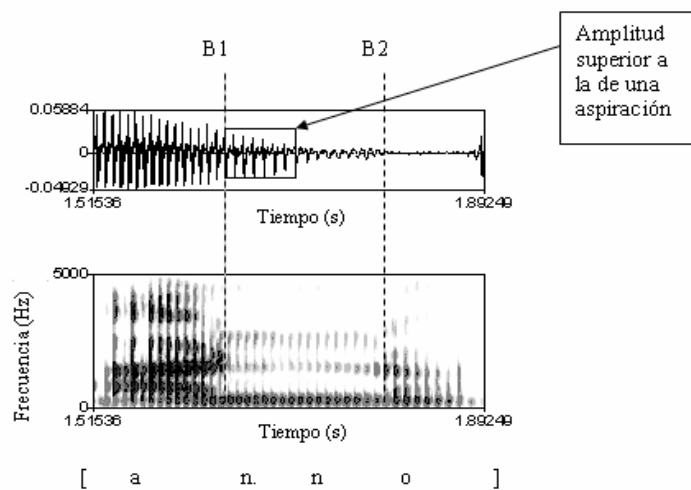 Amplitud
superior a
la de una
aspiración
B1 B2
0.05884
0
-0.04929
1.51536 1.89249
Tiempo (s)
5000
Frecuencia (Hz)
0
1.51536 1.89249
Tiempo (s)
[ a n. n o ]